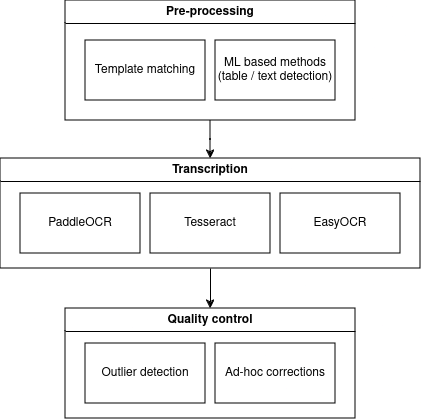 Pre-processing
Template matching
ML based methods
(table / text detection)
Transcription
PaddleOCR
Tesseract
EasyOCR
Quality control
Outlier detection
Ad-hoc corrections